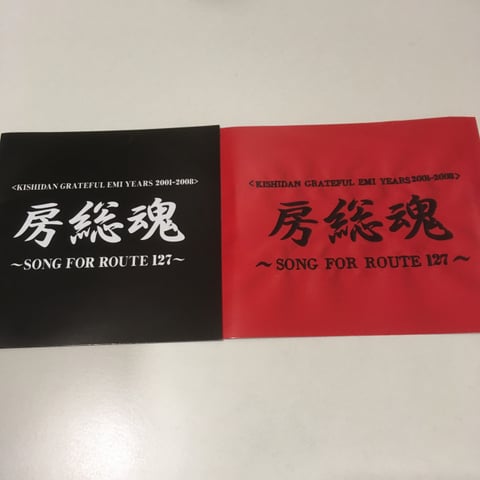 <KISHIDAN GRATEFUL EMI YEARS 2001-2008>
房総魂
〜SONG FOR ROUTE 127〜
<KISHIDAN GRATEFUL EMI YEARS 2001-2008>
房総魂
〜SONG FOR ROUTE 127〜